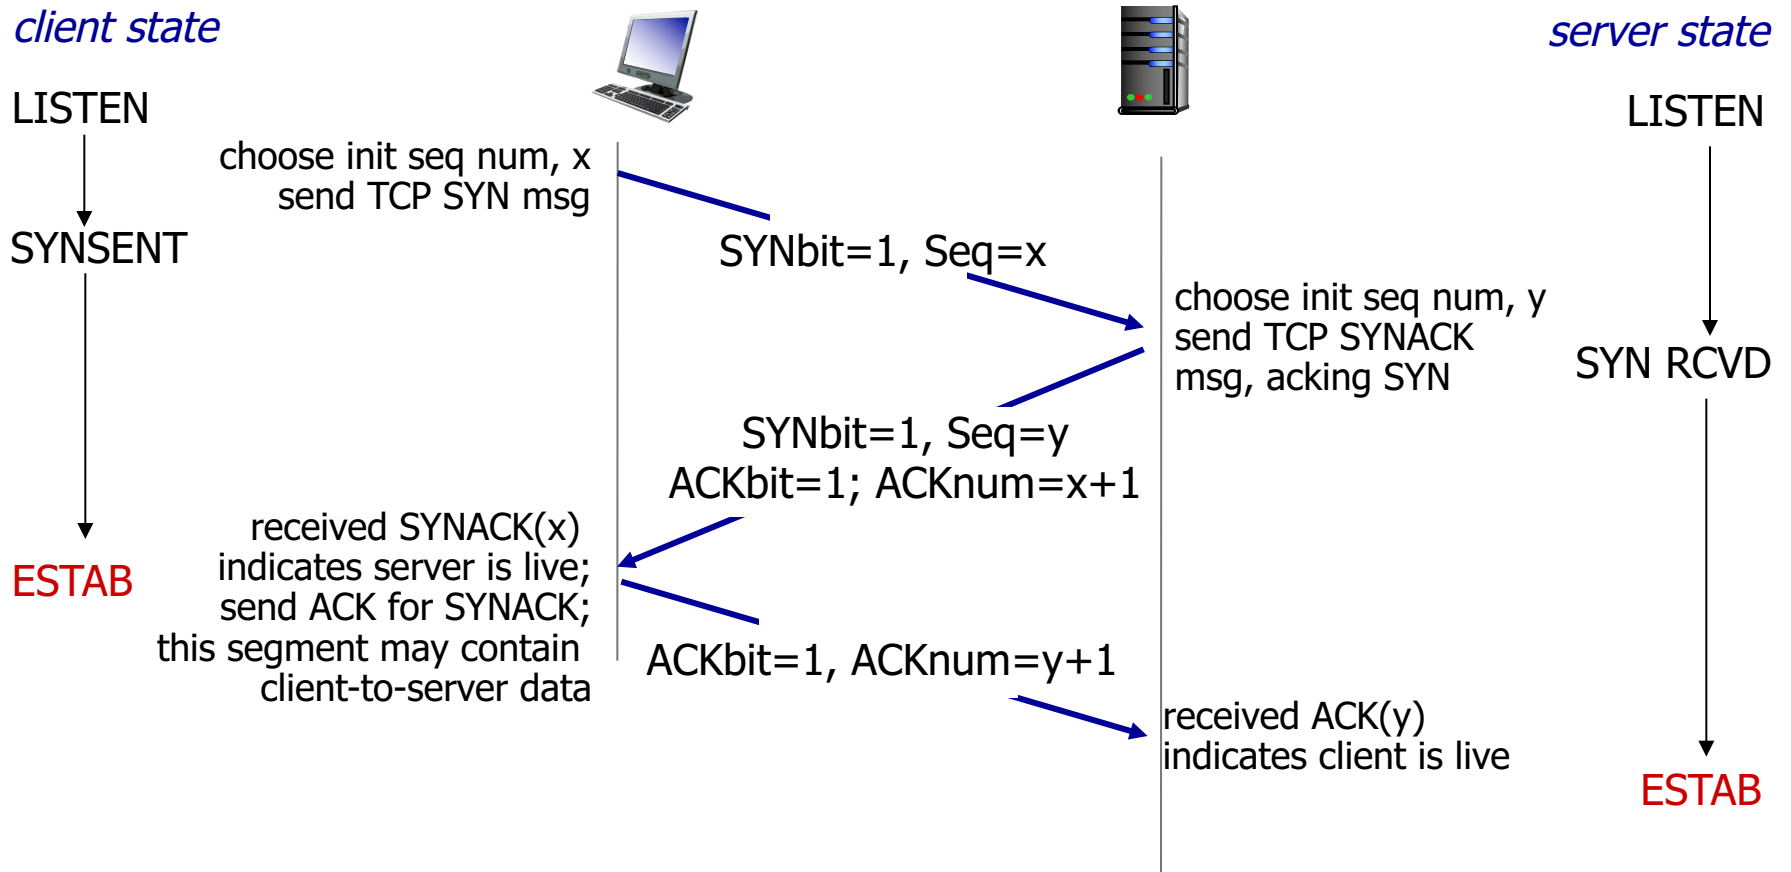 client state
server state
LISTEN
LISTEN
choose init seq num, x
send TCP SYN msg
SYNSENT
SYNbit=1, Seq=x
choose init seq num, y
send TCP SYNACK
msg, acking SYN
SYN RCVD
SYNbit=1, Seq=y
ACKbit=1; ACKnum=x+1
received SYNACK(x)
indicates server is live;
send ACK for SYNACK;
this segment may contain
client-to-server data
ESTAB
ACKbit=1, ACKnum=y+1
received ACK(y)
indicates client is live
ESTAB